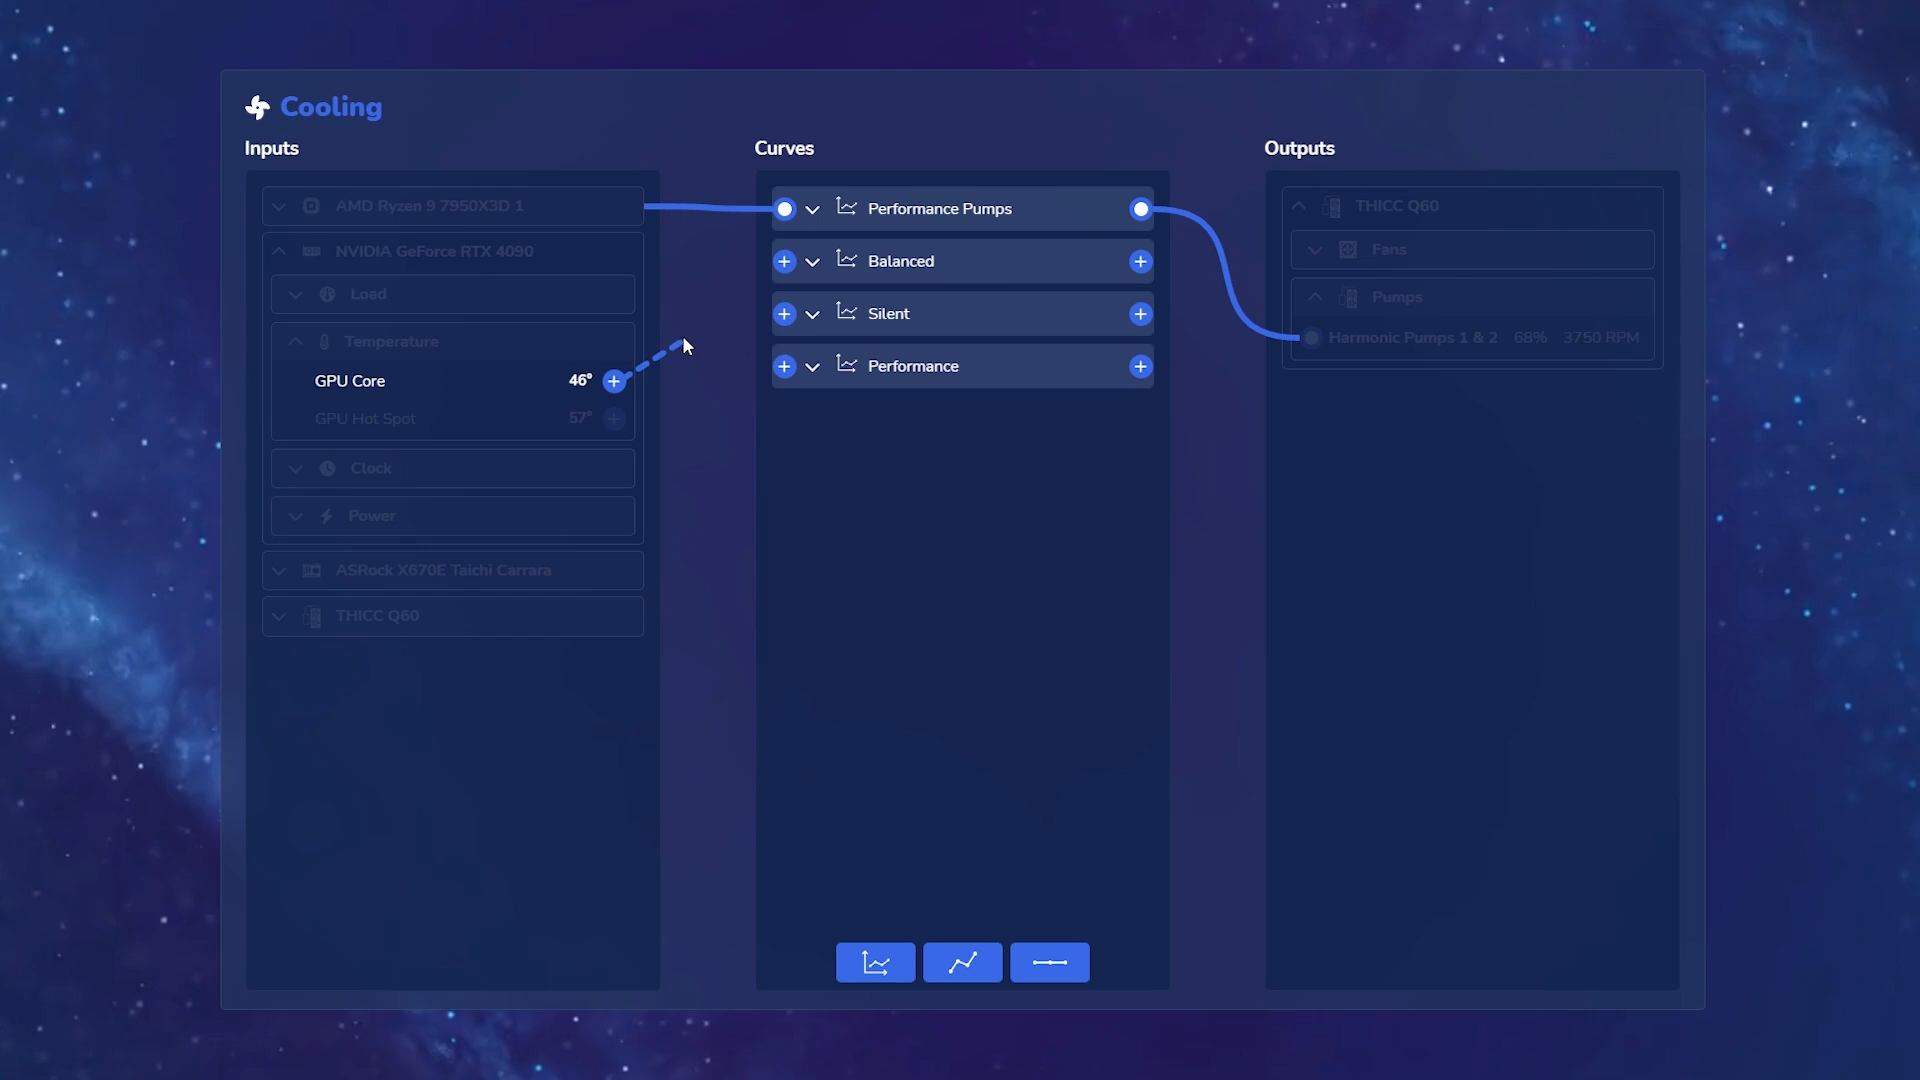 Cooling
Inputs
AMD Ryzen 9 7950X3D 1
NVIDIA GeForce RTX 4090
Load
Temperature
GPU Core 46°
GPU Hot Spot 57°
Clock
Power
ASRock X670E Taichi Carrara
THICC Q60
Curves
Performance Pumps
Balanced
Silent
Performance
Outputs
THICC Q60
Fans
Pumps
Harmonic Pumps 1 & 2 68% 3750 RPM